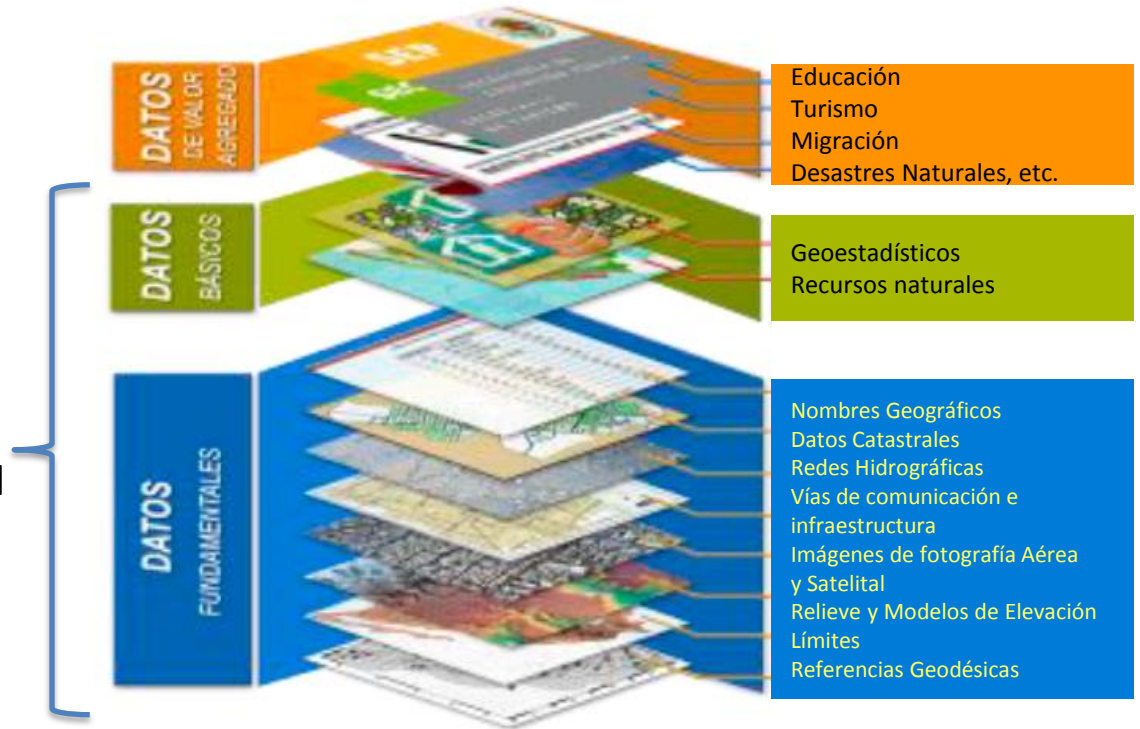 DATOS
DE VALOR
AGREGADO
SEP
Educación
Turismo
Migración
Desastres Naturales, etc.
DATOS
BÁSICOS
Geoestadísticos
Recursos naturales
DATOS
FUNDAMENTALES
Nombres Geográficos
Datos Catastrales
Redes Hidrográficas
Vías de comunicación e
infraestructura
Imágenes de fotografía Aérea
y Satelital
Relieve y Modelos de Elevación
Límites
Referencias Geodésicas